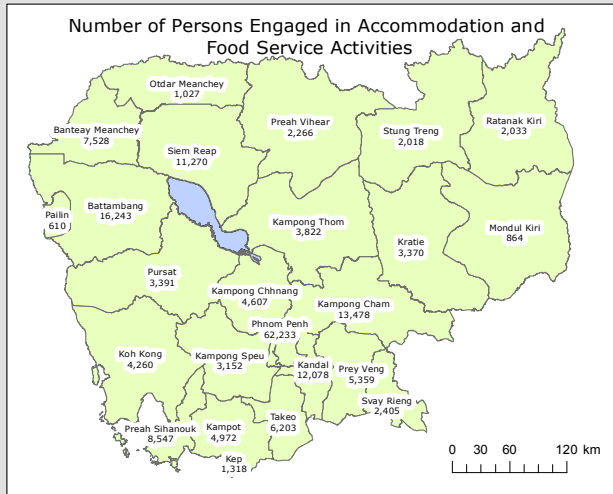 Number of Persons Engaged in Accommodation and
Food Service Activities
Otdar Meanchey
1,027
Banteay Meanchey
7,528
Siem Reap
11,270
Preah Vihear
2,266
Stung Treng
2,018
Ratanak Kiri
2,033
Battambang
16,243
Pailin
610
Kampong Thom
3,822
Kratie
3,370
Mondul Kiri
864
Pursat
3,391
Kampong Chhnang
4,607
Kampong Cham
13,478
Phnom Penh
62,233
Koh Kong
4,260
Kampong Speu
3,152
Kandal
12,078
Prey Veng
5,359
Svay Rieng
2,405
Preah Sihanouk
8,547
Kampot
4,972
Takeo
6,203
Kep
1,318
0 30 60 120 km